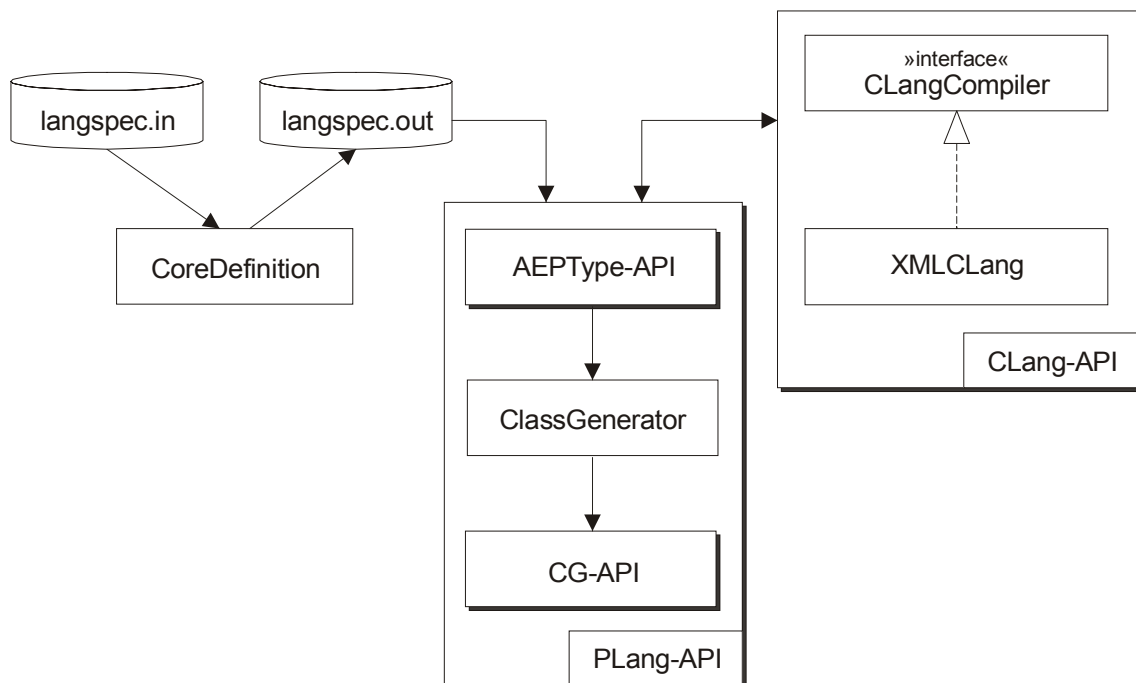 »interface«
CLangCompiler
langspec.in
langspec.out
CoreDefinition
AEPType-API
XMLCLang
CLang-API
ClassGenerator
CG-API
PLang-API